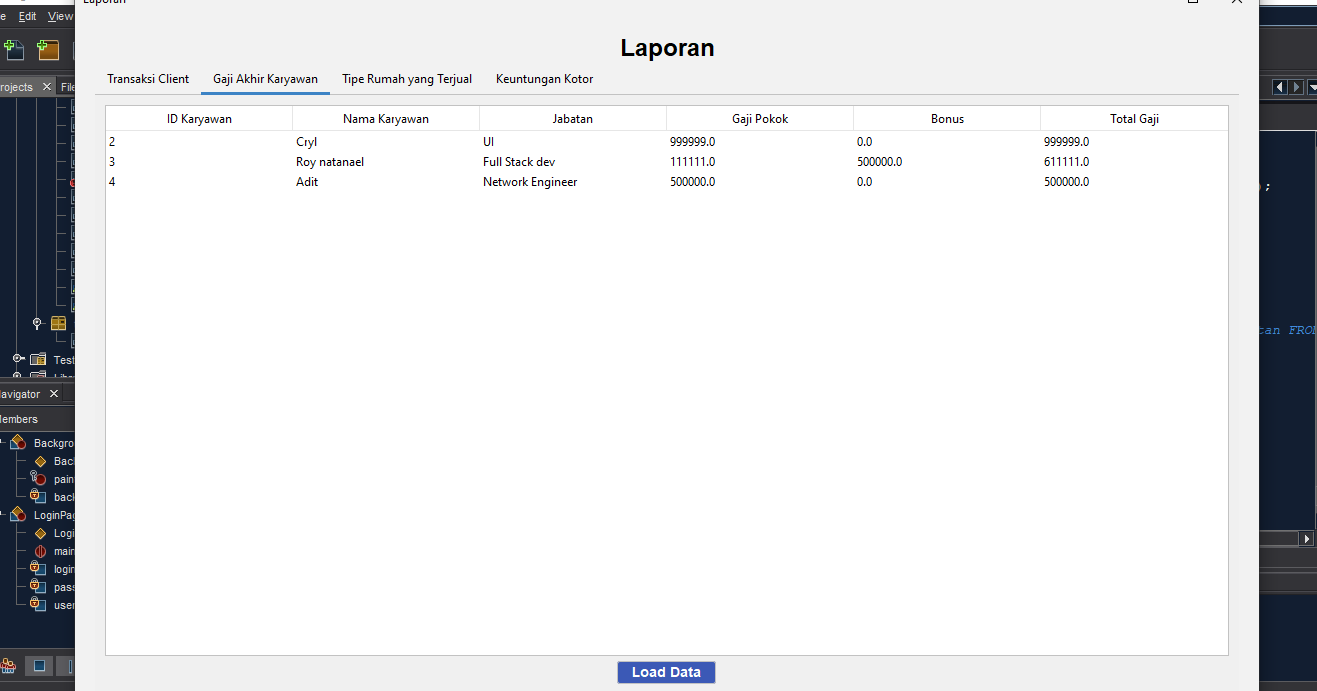 Laporan
e Edit View
Laporan
Transaksi Client Gaji Akhir Karyawan Tipe Rumah yang Terjual Keuntungan Kotor
rojects File
ID Karyawan Nama Karyawan Jabatan Gaji Pokok Bonus Total Gaji
2 Cryl UI 999999.0 0.0 999999.0
3 Roy natanael Full Stack dev 111111.0 500000.0 611111.0
4 Adit Network Engineer 500000.0 0.0 500000.0
);
can FROM
Test
avigator
embers
Backgro
Bac
pain
back
LoginPag
Logi
main
login
pass
user
Load Data